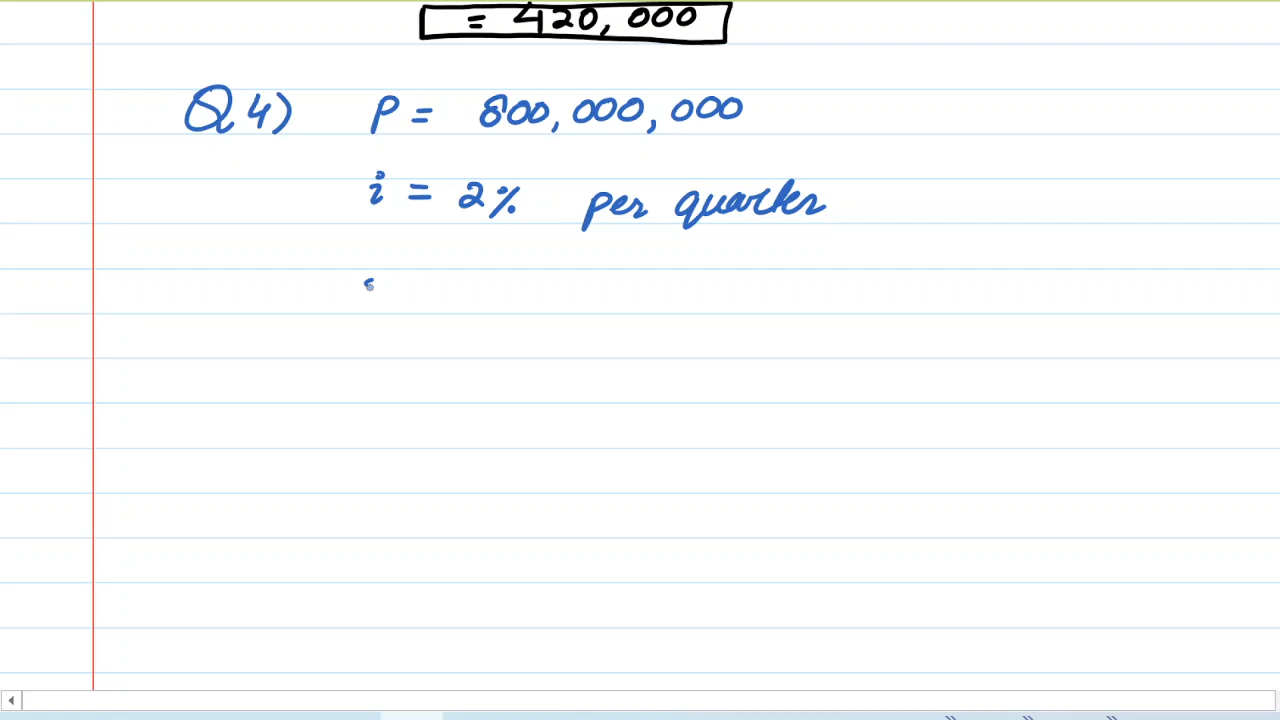 = 420,000
Q4) P = 800,000,000
i = 2% per quarter